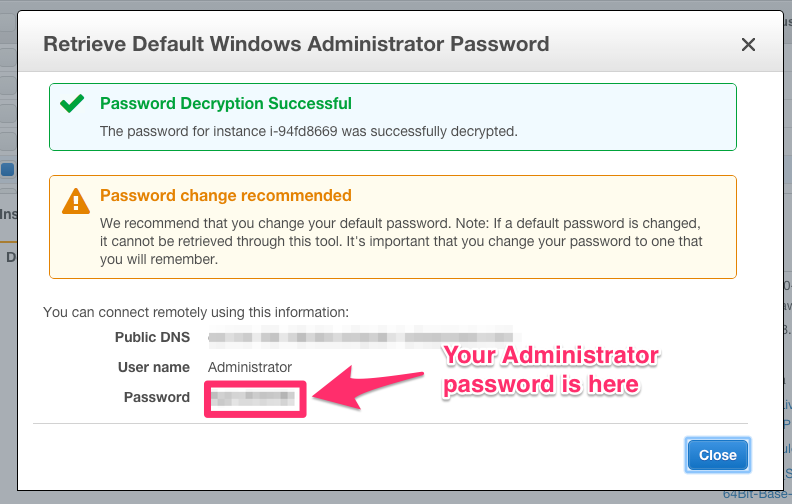 Retrieve Default Windows Administrator Password
Password Decryption Successful
The password for instance i-94fd8669 was successfully decrypted.
Password change recommended
We recommend that you change your default password. Note: If a default password is changed,
it cannot be retrieved through this tool. It's important that you change your password to one that
you will remember.
You can connect remotely using this information:
Public DNS
User name Administrator
Password
Your Administrator
password is here
Close
64Bit-Base-